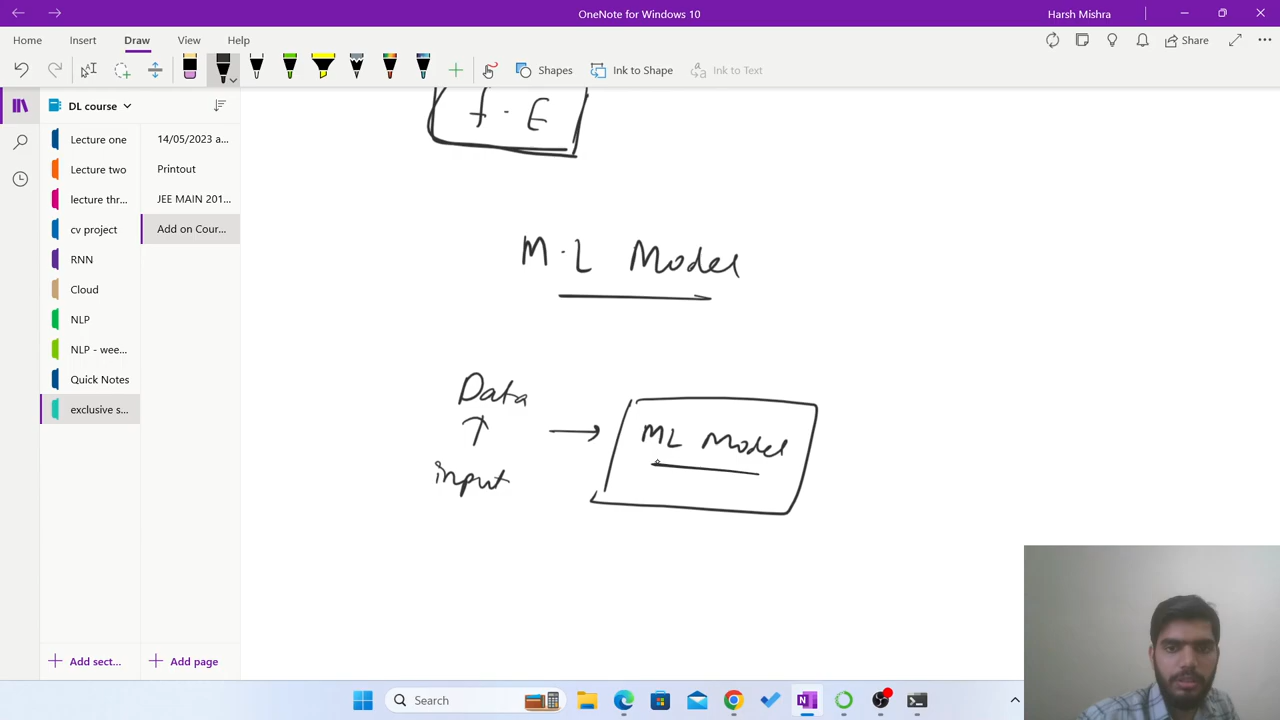 OneNote for Windows 10
Harsh Mishra
Home Insert Draw View Help
Share
Shapes
Ink to Shape
Ink to Text
DL course
Lecture one
Lecture two
lecture thr...
cv project
RNN
Cloud
NLP
NLP - wee...
Quick Notes
exclusive s...
14/05/2023 a...
Printout
JEE MAIN 201...
Add on Cour...
f. E
M.L Model
Data
input
ML Model
Add sect...
Add page
Search